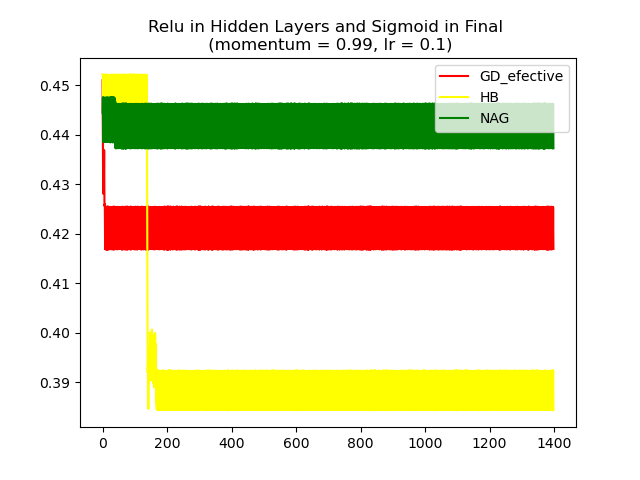 Relu in Hidden Layers and Sigmoid in Final
(momentum = 0.99, lr = 0.1)
GD_efective
HB
NAG
0.45
0.44
0.43
0.42
0.41
0.40
0.39
0 200 400 600 800 1000 1200 1400